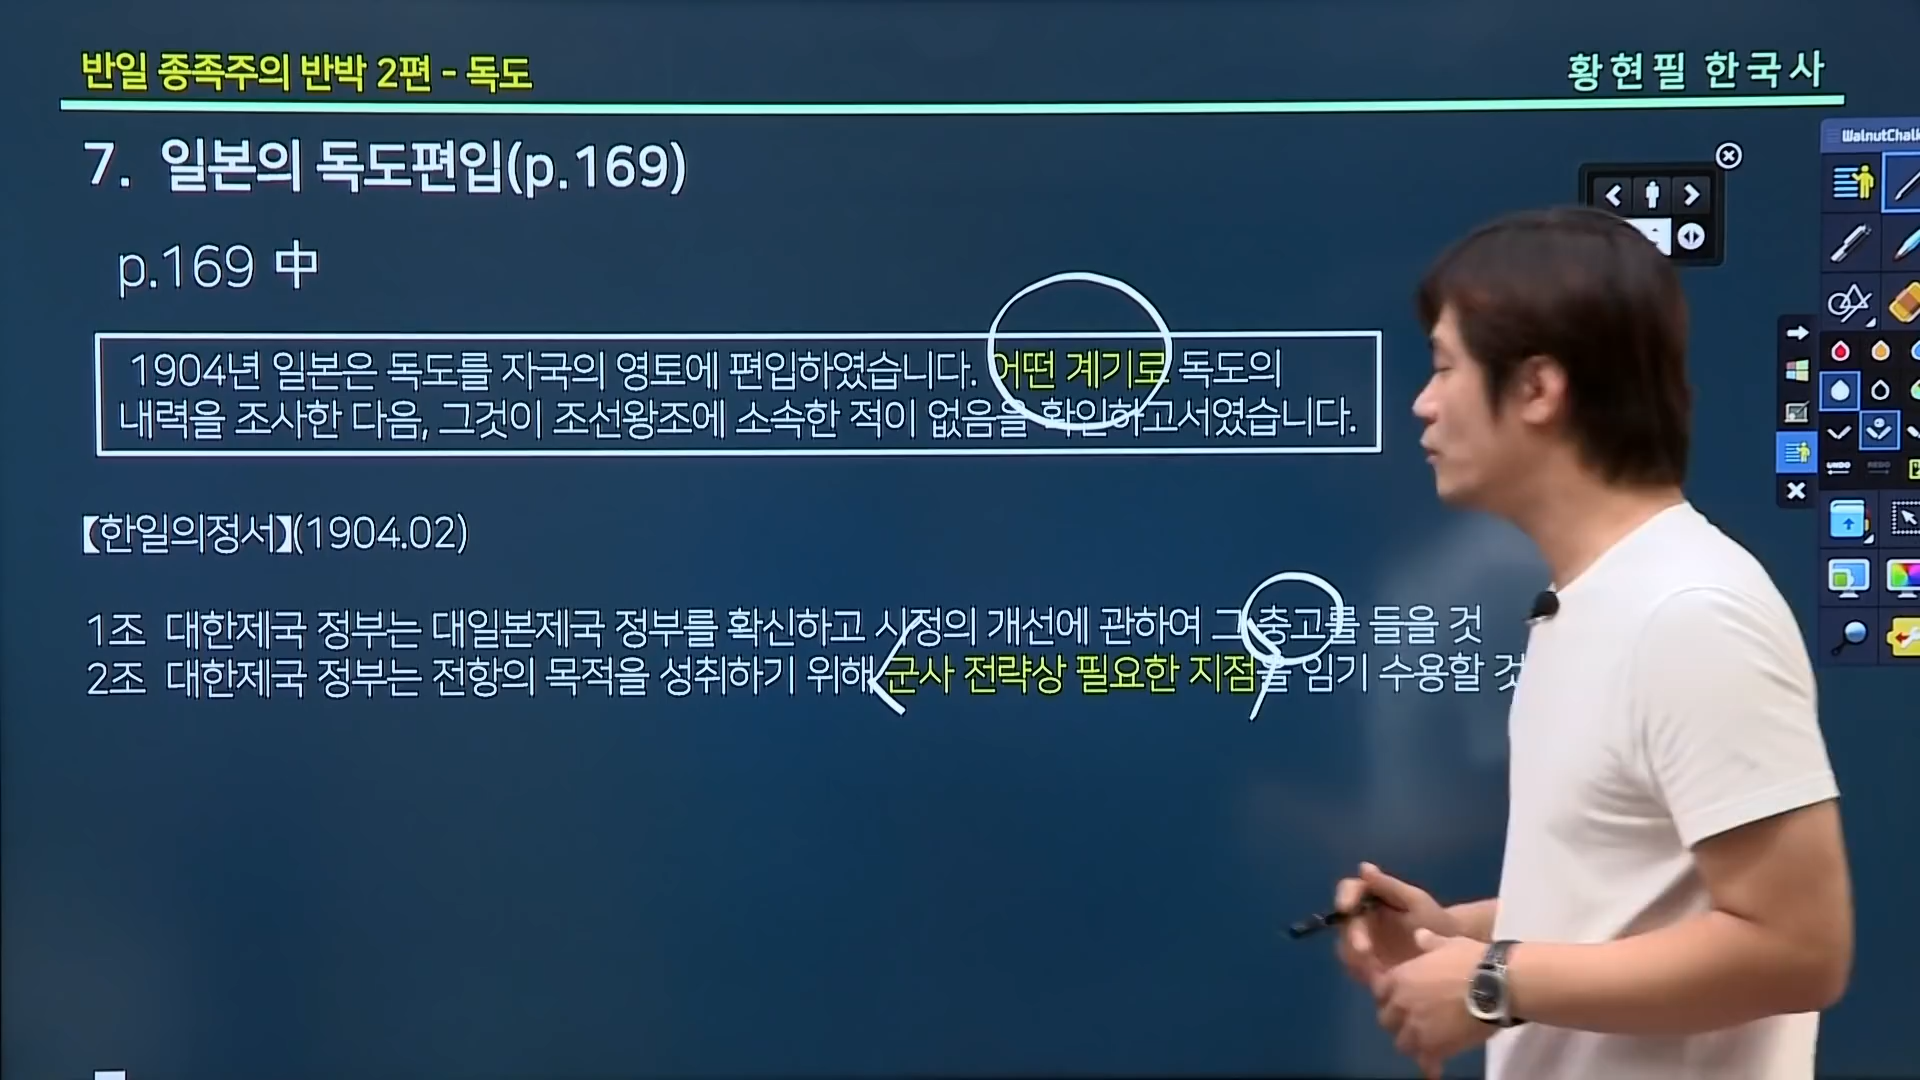 반일 종족주의 반박 2편 - 독도
황현필 한국사
7. 일본의 독도편입(p.169)
p.169 中
1904년 일본은 독도를 자국의 영토에 편입하였습니다. 어떤 계기로 독도의
내력을 조사한 다음, 그것이 조선왕조에 소속한 적이 없음을 확인하고서였습니다.
【한일의정서】(1904.02)
1조 대한제국 정부는 대일본제국 정부를 확신하고 시정의 개선에 관하여 그 충고를 들을 것
2조 대한제국 정부는 전항의 목적을 성취하기 위해 군사 전략상 필요한 지점을 임기 수용할 것
WalnutChalk
UNDO REDO